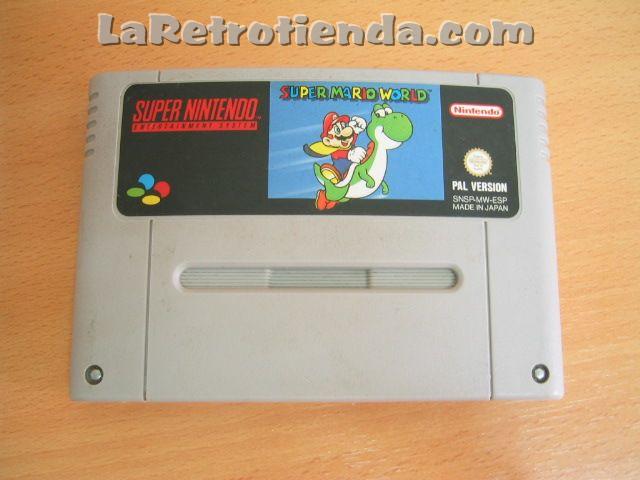 LaRetrotienda.com
SUPER MARIO WORLD
SUPER NINTENDO
ENTERTAINMENT SYSTEM
Nintendo
PAL VERSION
SNSP-MW-ESP
MADE IN JAPAN